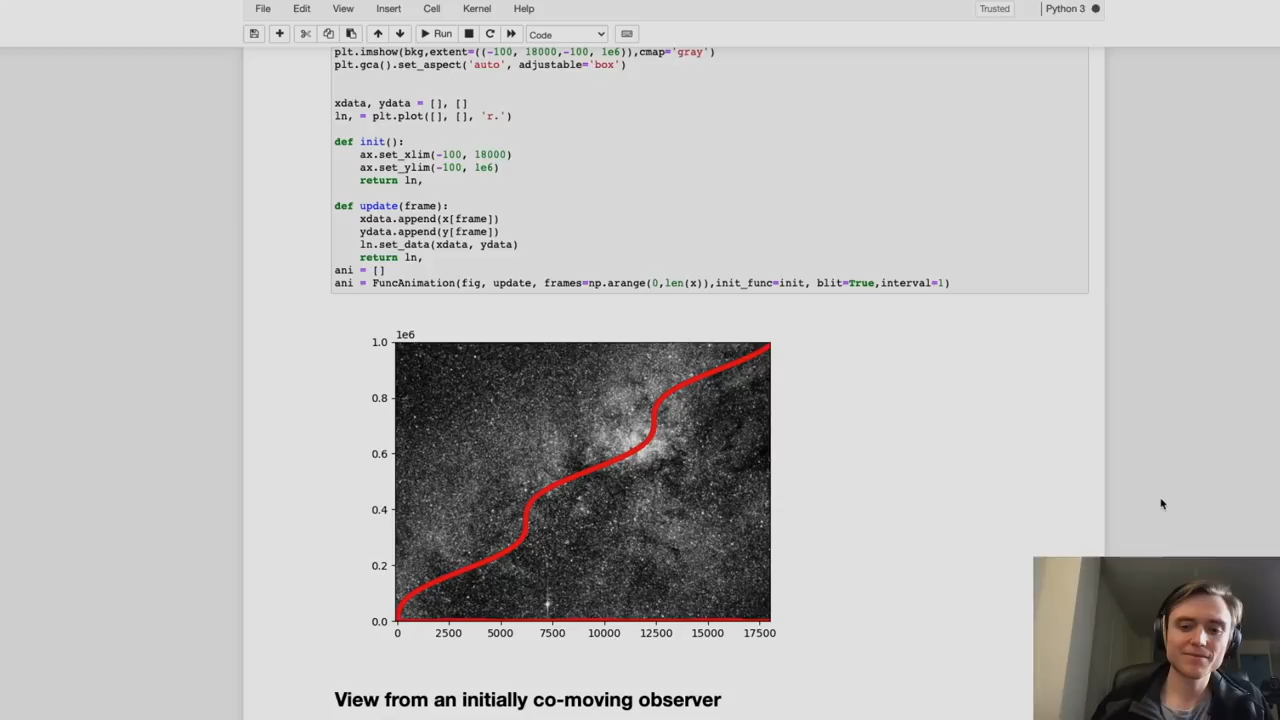 File Edit View Insert Cell Kernel Help Trusted Python 3
Run Code
plt.imshow(bkg,extent=((-100, 18000,-100, 1e6)),cmap='gray')
plt.gca().set_aspect('auto', adjustable='box')
xdata, ydata = [], []
ln, = plt.plot([], [], 'r.')
def init():
    ax.set_xlim(-100, 18000)
    ax.set_ylim(-100, 1e6)
    return ln,
def update(frame):
    xdata.append(x[frame])
    ydata.append(y[frame])
    ln.set_data(xdata, ydata)
    return ln,
ani = []
ani = FuncAnimation(fig, update, frames=np.arange(0,len(x)),init_func=init, blit=True,interval=1)
1e6
1.0
0.8
0.6
0.4
0.2
0.0
0 2500 5000 7500 10000 12500 15000 17500
View from an initially co-moving observer